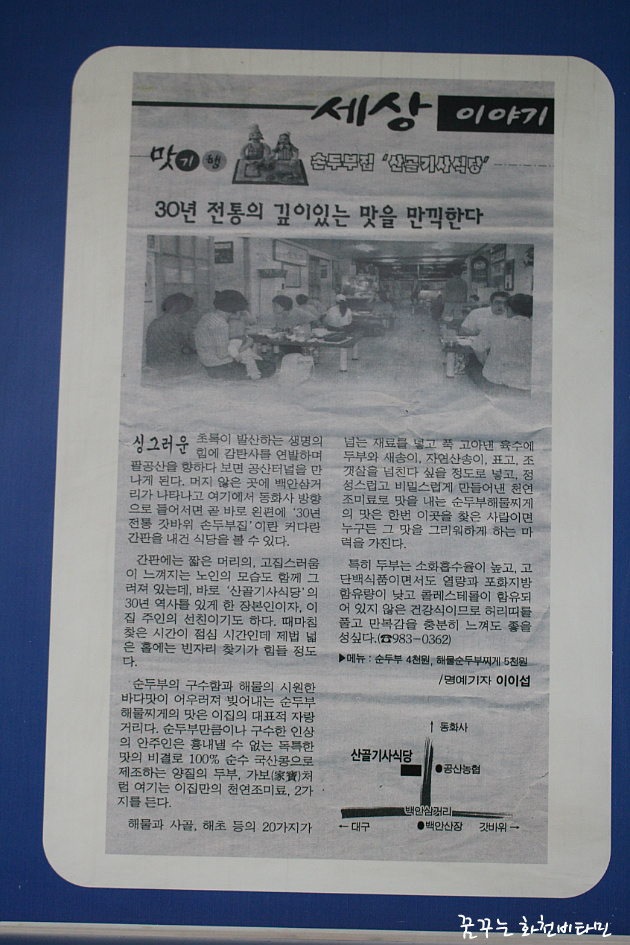 세상 이야기
맛기행 손두부집 '산골기사식당'
30년 전통의 깊이있는 맛을 만끽한다
싱그러운 초록이 발산하는 생명의
힘에 감탄사를 연발하며
팔공산을 향하다 보면 공산터널을 만
나게 된다. 머지 않은 곳에 백안삼거
리가 나타나고 여기에서 동화사 방향
으로 들어서면 곧 바로 왼편에 '30년
전통 갓바위 손두부집'이란 커다란
간판을 내건 식당을 볼 수 있다.
간판에는 짧은 머리의, 고집스러움
이 느껴지는 노인의 모습도 함께 그
려져 있는데, 바로 '산골기사식당'의
30년 역사를 있게 한 장본인이자, 이
집 주인의 선친이기도 하다. 때마침
찾은 시간이 점심 시간인데 제법 넓
은 홀에는 빈자리 찾기가 힘들 정도
다.
순두부의 구수함과 해물의 시원한
바다맛이 어우러져 빚어내는 순두부
해물찌개의 맛은 이집의 대표적 자랑
거리다. 순두부만큼이나 구수한 인상
의 안주인은 흉내낼 수 없는 독특한
맛의 비결로 100% 순수 국산콩으로
제조하는 양질의 두부, 가보(家寶)처
럼 여기는 이집만의 천연조미료, 2가
지를 든다.
해물과 사골, 해초 등의 20가지가
넘는 재료를 넣고 푹 고아낸 육수에
두부와 새송이, 자연산송이, 표고, 조
갯살을 넘친다 싶을 정도로 넣고, 정
성스럽고 비밀스럽게 만들어낸 천연
조미료로 맛을 내는 순두부해물찌개
의 맛은 한번 이곳을 찾은 사람이면
누구든 그 맛을 그리워하게 하는 마
력을 가진다.
특히 두부는 소화흡수율이 높고, 고
단백식품이면서도 열량과 포화지방
함유량이 낮고 콜레스테롤이 함유되
어 있지 않은 건강식이므로 허리띠를
풀고 만복감을 충분히 느껴도 좋을
성싶다.(☎983-0362)
▶메뉴 : 순두부 4천원, 해물순두부찌개 5천원
/명예기자 이이섭
↑ 동화사
산골기사식당
●공산농협
백안삼거리
← 대구 ●백안산장 갓바위 →
꿈꾸는 화천비타민